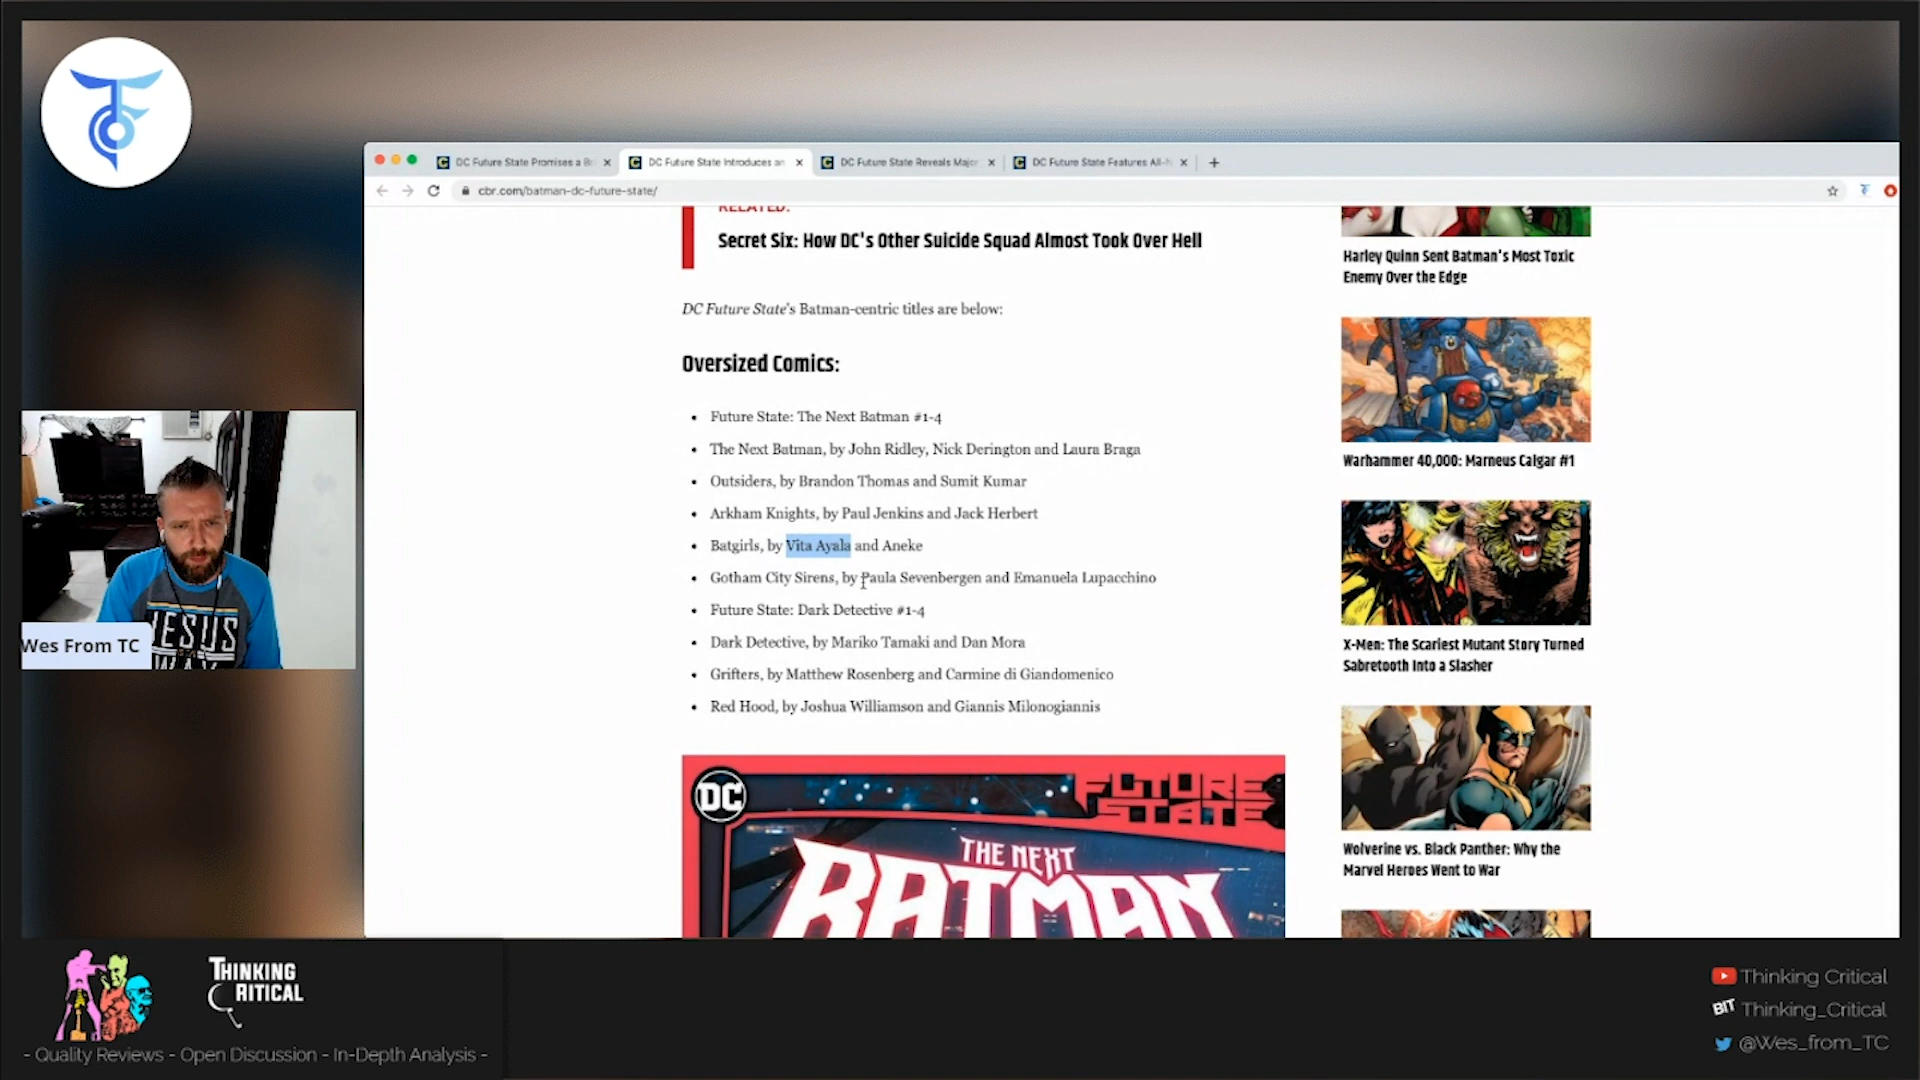 DC Future State Promises a B
DC Future State Introduces an
DC Future State Reveals Major
DC Future State Features All-
cbr.com/batman-dc-future-state/
RELATED:
Secret Six: How DC's Other Suicide Squad Almost Took Over Hell
DC Future State's Batman-centric titles are below:
Oversized Comics:
• Future State: The Next Batman #1-4
• The Next Batman, by John Ridley, Nick Derington and Laura Braga
• Outsiders, by Brandon Thomas and Sumit Kumar
• Arkham Knights, by Paul Jenkins and Jack Herbert
• Batgirls, by Vita Ayala and Aneke
• Gotham City Sirens, by Paula Sevenbergen and Emanuela Lupacchino
• Future State: Dark Detective #1-4
• Dark Detective, by Mariko Tamaki and Dan Mora
• Grifters, by Matthew Rosenberg and Carmine di Giandomenico
• Red Hood, by Joshua Williamson and Giannis Milonogiannis
DC
FUTURE
STATE
THE NEXT
BATMAN
Harley Quinn Sent Batman's Most Toxic
Enemy Over the Edge
Warhammer 40,000: Marneus Calgar #1
X-Men: The Scariest Mutant Story Turned
Sabretooth Into a Slasher
Wolverine vs. Black Panther: Why the
Marvel Heroes Went to War
JESUS
WAY
Wes From TC
THINKING
CRITICAL
- Quality Reviews - Open Discussion - In-Depth Analysis -
Thinking Critical
BIT Thinking_Critical
@Wes_from_TC